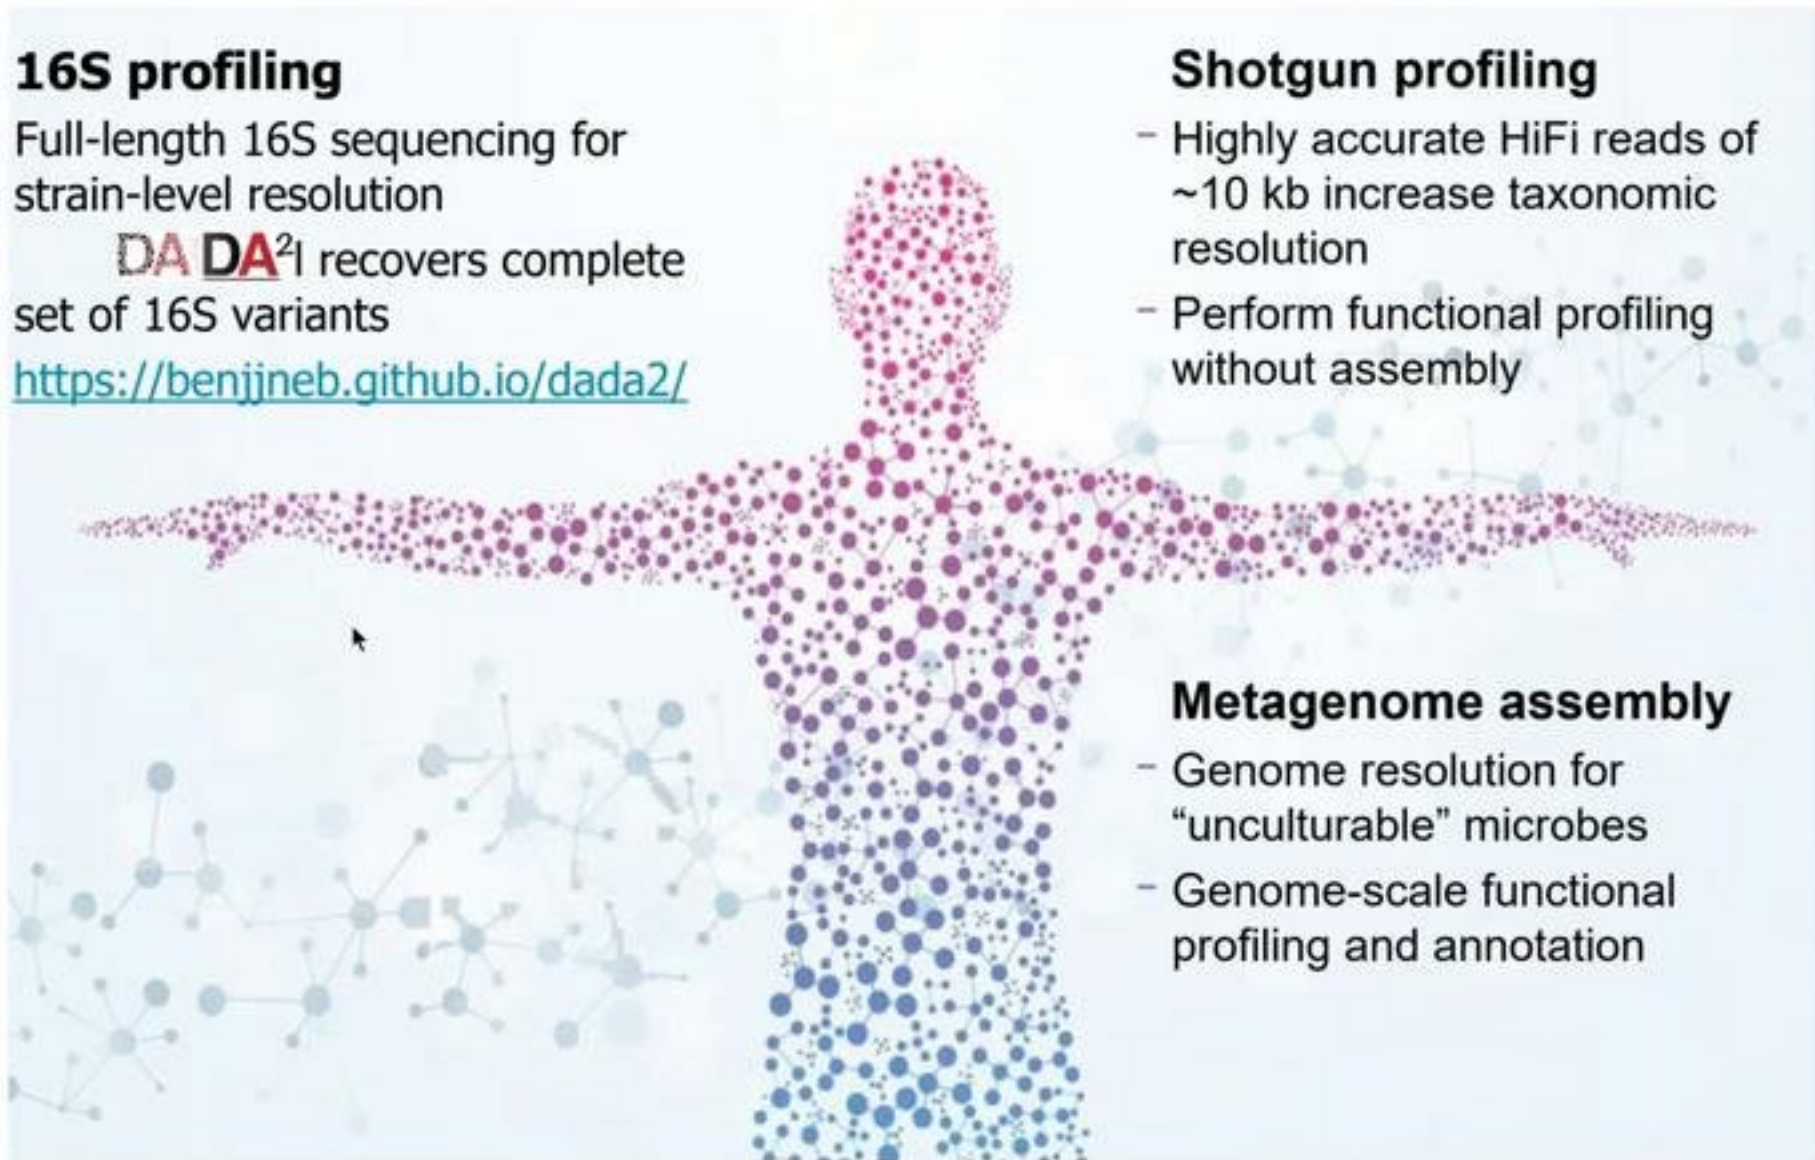 16S profiling
Full-length 16S sequencing for
strain-level resolution
DADA²I recovers complete
set of 16S variants
https://benjjneb.github.io/dada2/
Shotgun profiling
- Highly accurate HiFi reads of
~10 kb increase taxonomic
resolution
- Perform functional profiling
without assembly
Metagenome assembly
- Genome resolution for
“unculturable” microbes
- Genome-scale functional
profiling and annotation